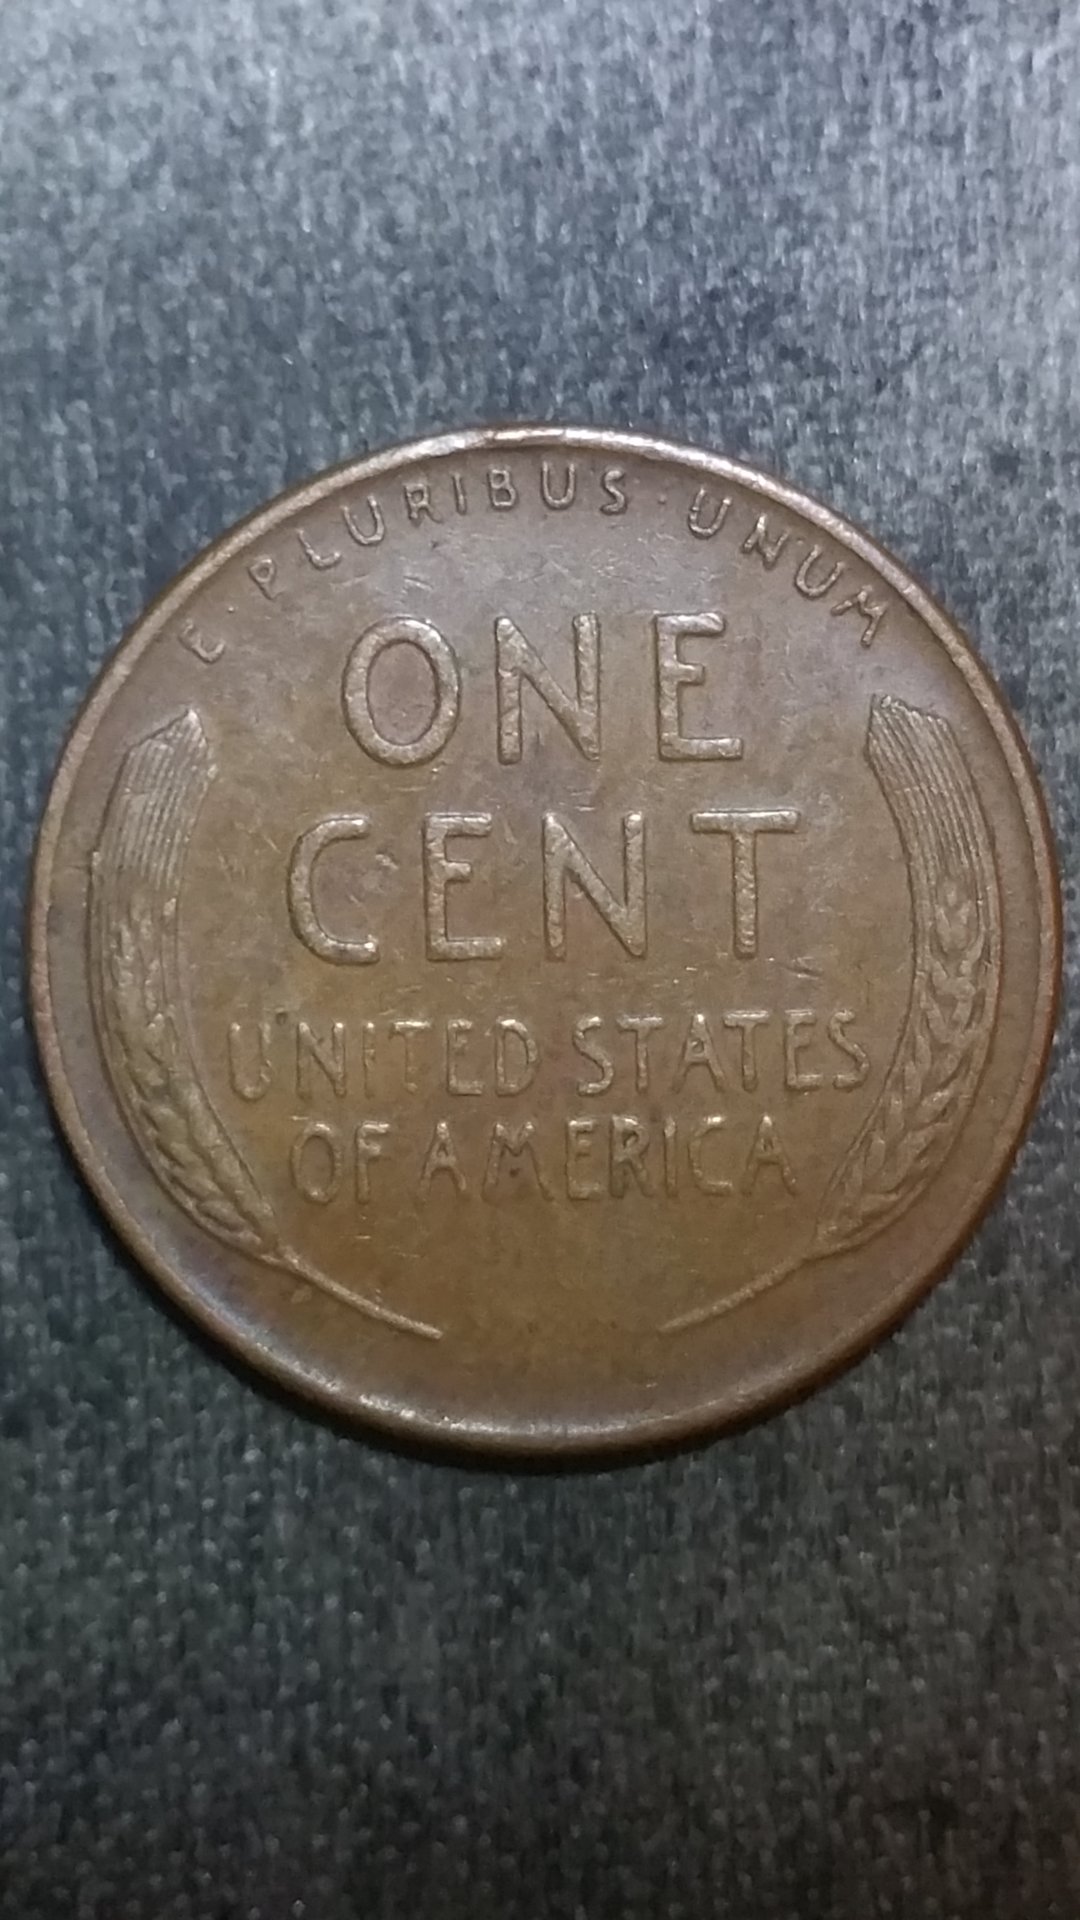 E · PLURIBUS · UNUM
ONE
CENT
UNITED STATES
OF AMERICA